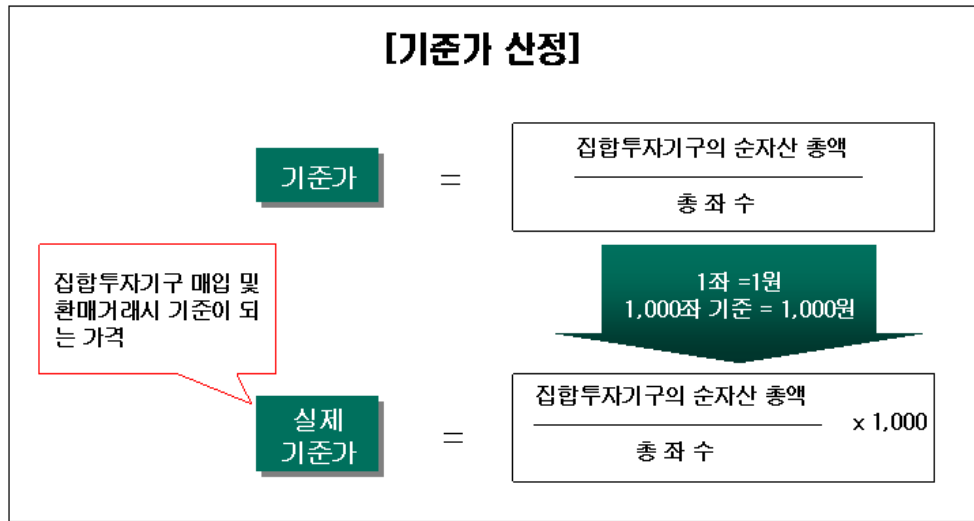 [기준가 산정]
기준가
=
집합투자기구의 순자산 총액
총 좌 수
집합투자기구 매입 및
환매거래시 기준이 되
는 가격
1좌 =1원
1,000좌 기준 = 1,000원
실제
기준가
=
집합투자기구의 순자산 총액
총 좌 수
x 1,000